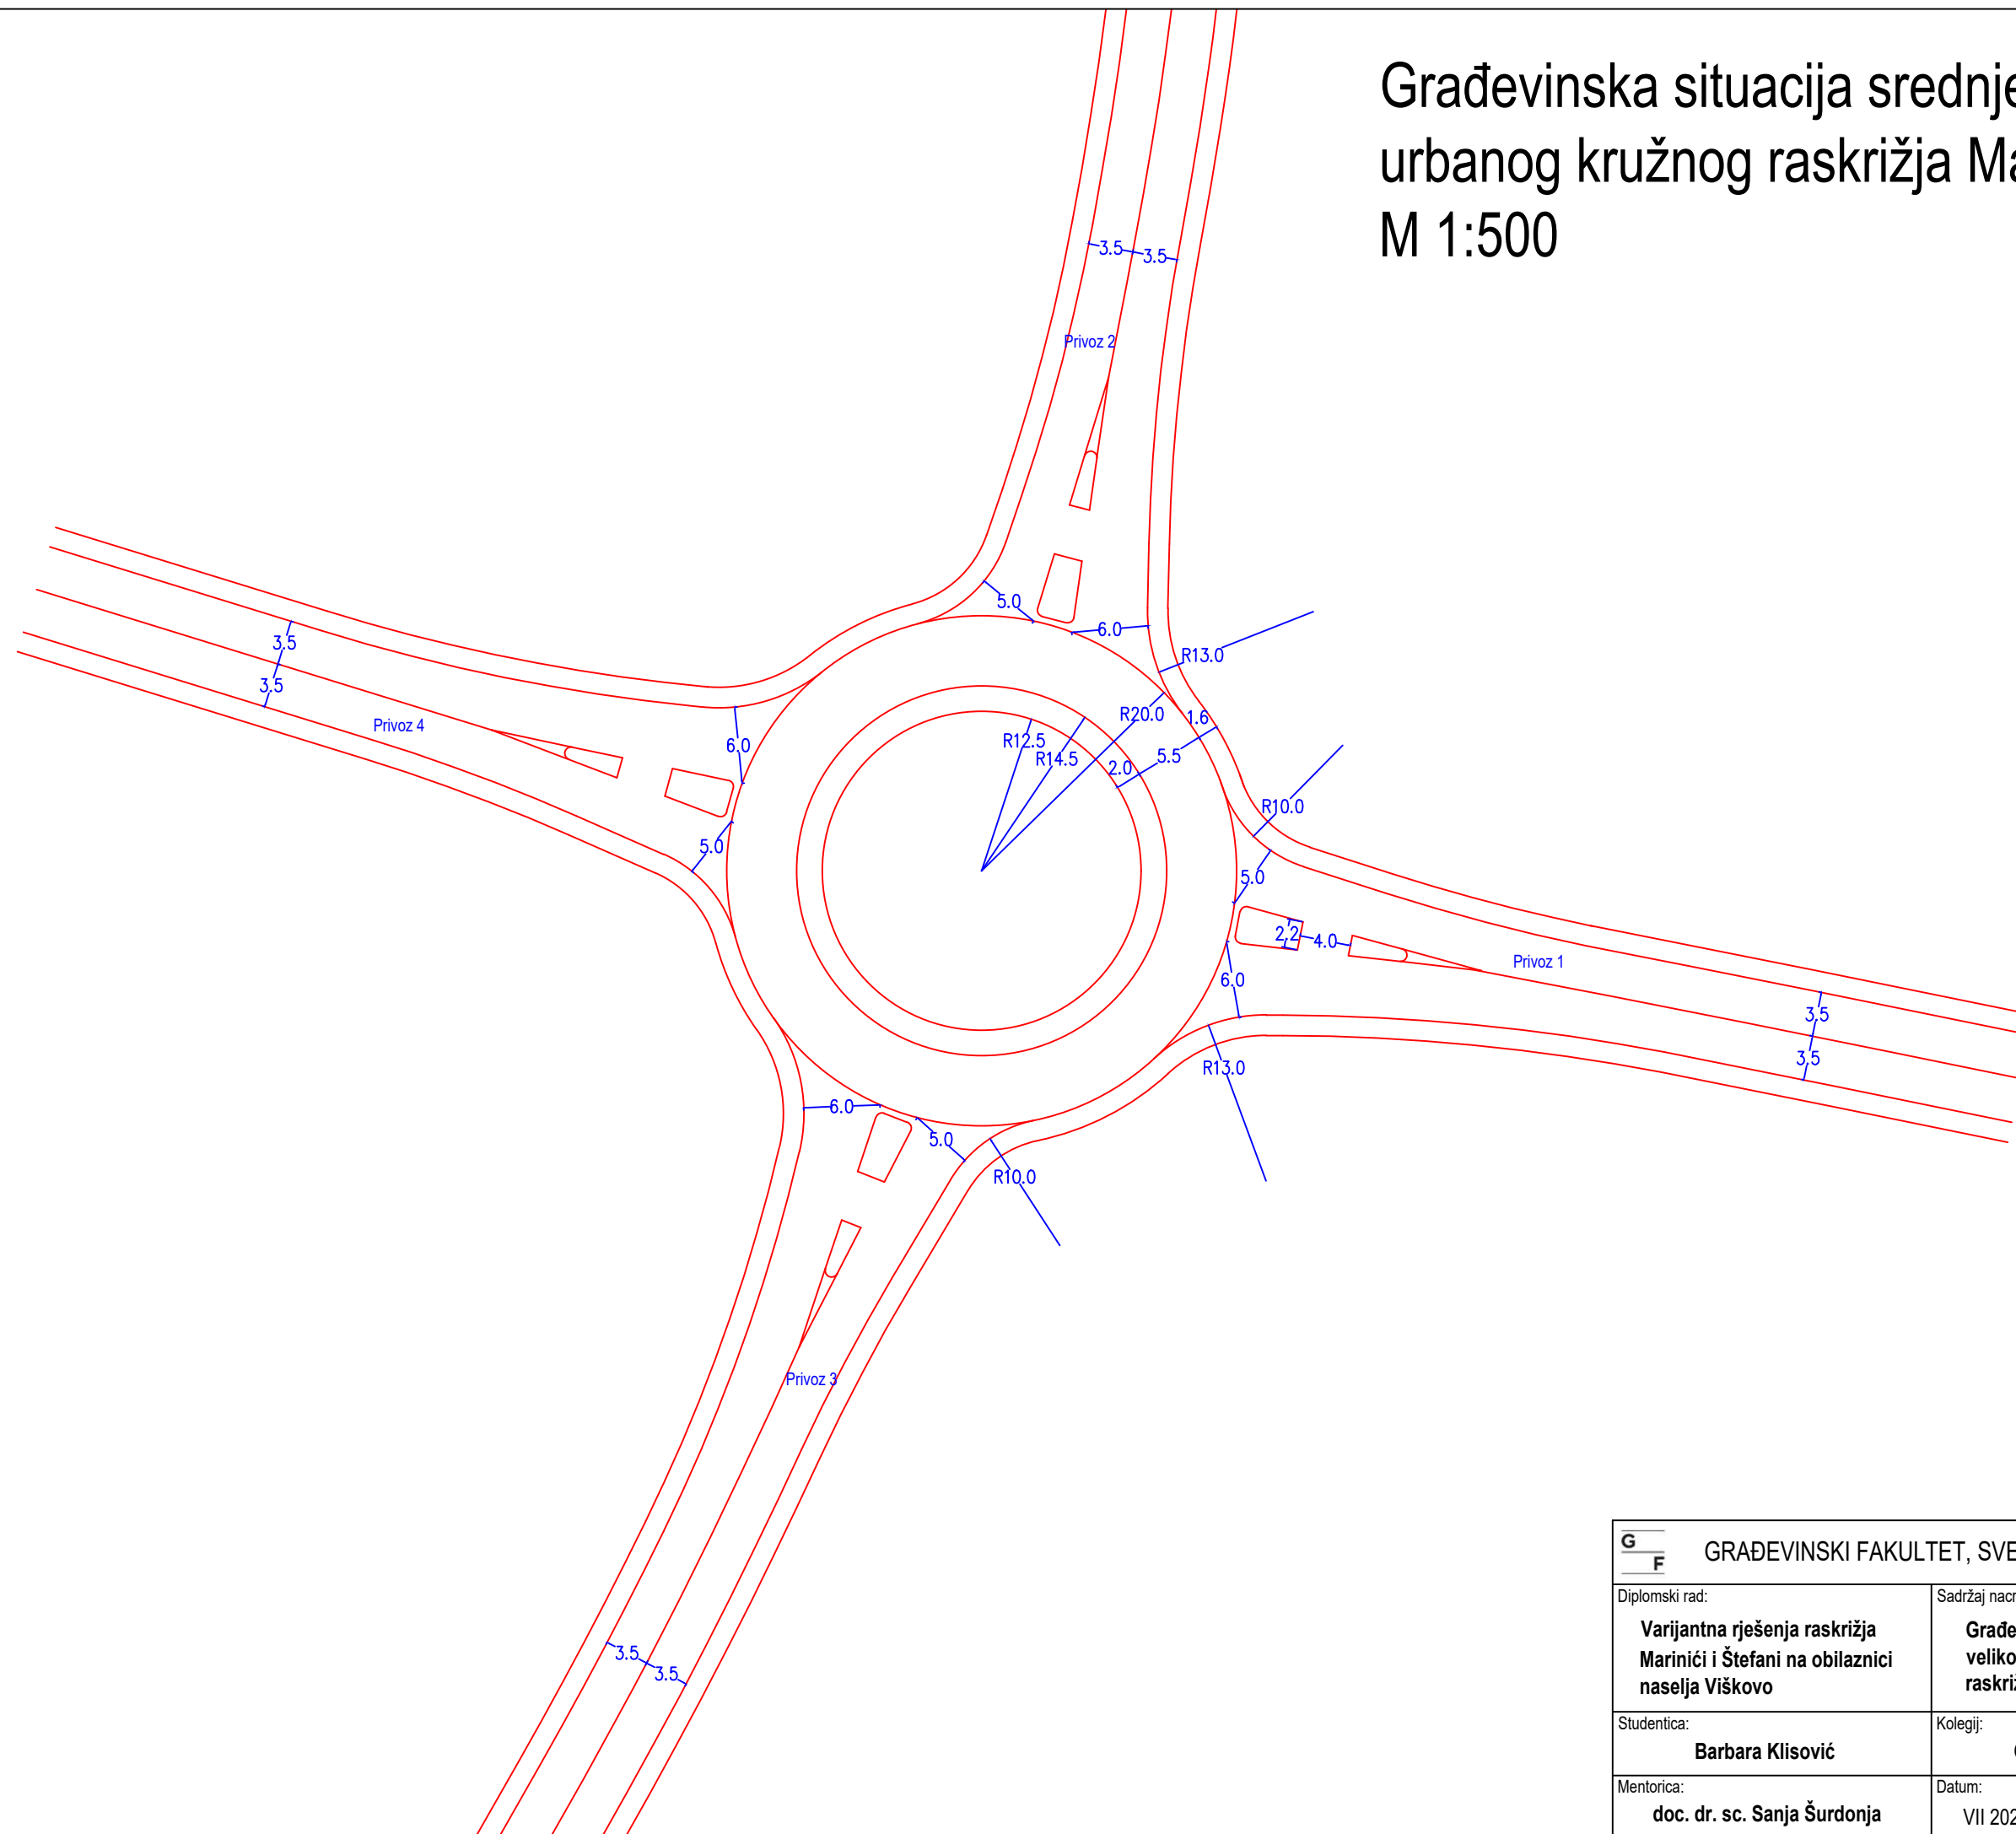 Građevinska situacija srednje
urbanog kružnog raskrižja Ma
M 1:500
3.5
3.5
Privoz 2
5.0
6.0
R13.0
3.5
3.5
Privoz 4
6.0
5.0
R20.0
1.6
R12.5
R14.5
5.5
2.0
R10.0
5.0
2.2
4.0
Privoz 1
6.0
3.5
3.5
R13.0
6.0
5.0
R10.0
Privoz 3
3.5
3.5
G
F
GRAĐEVINSKI FAKULTET, SVE
Diplomski rad:
Varijantna rješenja raskrižja
Marinići i Štefani na obilaznici
naselja Viškovo
Sadržaj nacr
Građe
veliko
raskri
Studentica:
Barbara Klisović
Kolegij:
Mentorica:
doc. dr. sc. Sanja Šurdonja
Datum:
VII 202